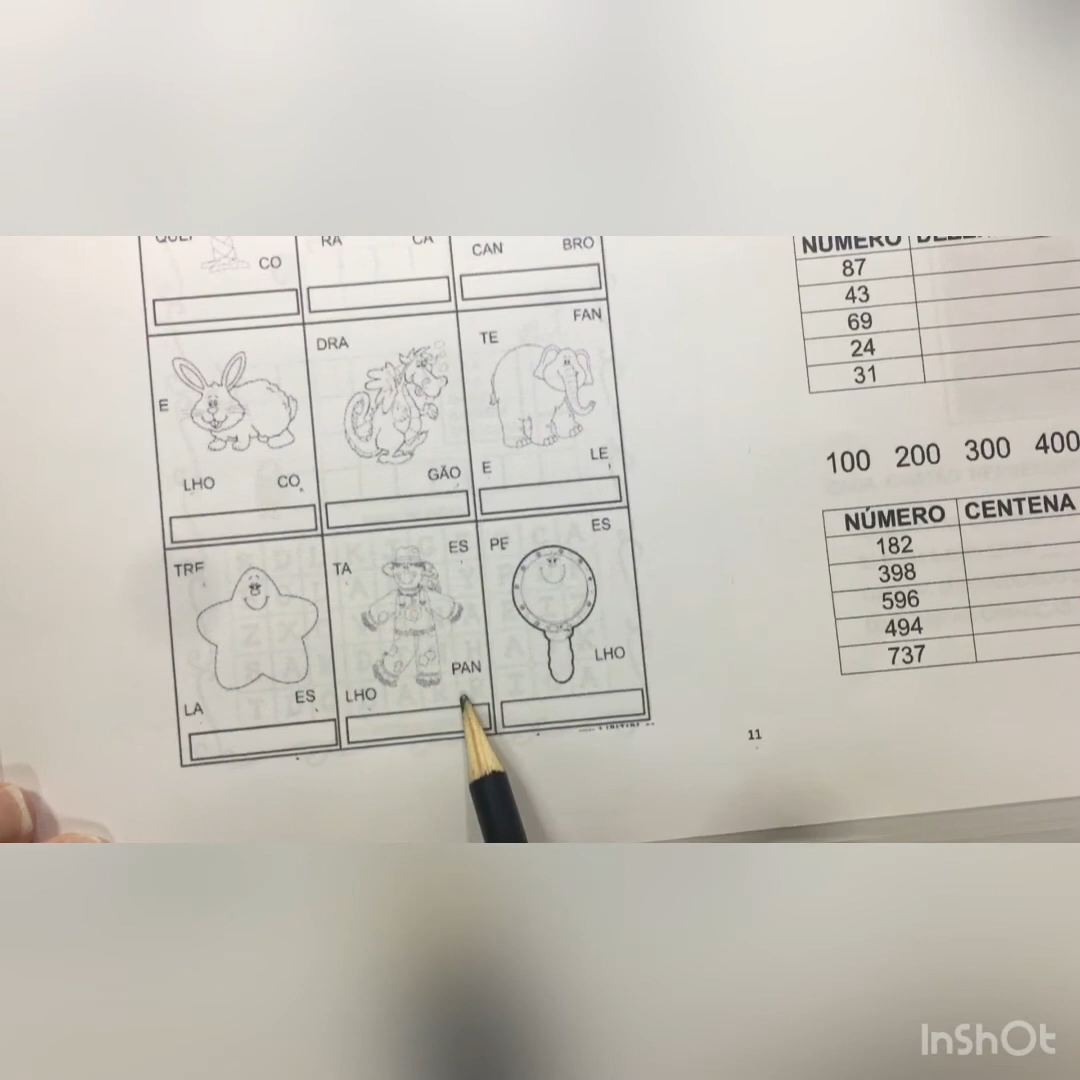 CO
RA CA
CAN BRO
E
LHO CO
DRA
GÃO
FAN
TE
E LE
TRE
LA ES
TA ES
LHO PAN
PE ES
LHO
NÚMERO
87
43
69
24
31
100 200 300 400
NÚMERO CENTENA
182
398
596
494
737
11
InShOt